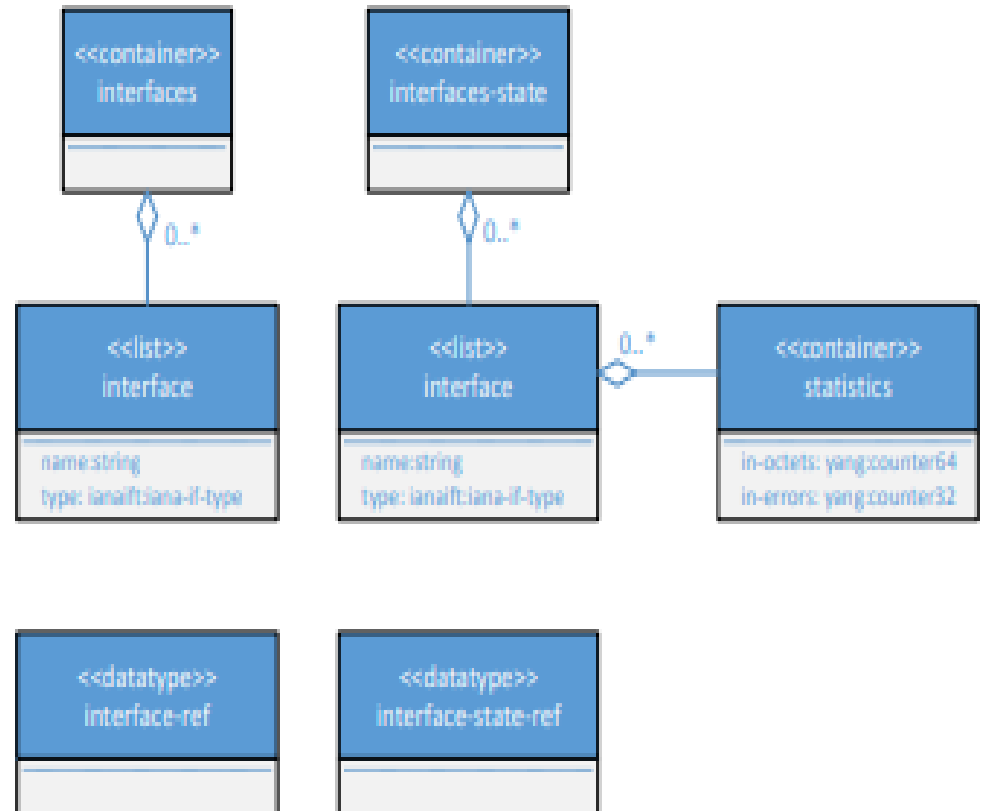 <<container>>
interfaces
<<container>>
interfaces-state
0..*
0..*
<<list>>
interface
name:string
type: ianaift:iana-if-type
<<list>>
interface
name:string
type: ianaift:iana-if-type
0..*
<<container>>
statistics
in-octets: yang:counter64
in-errors: yang:counter32
<<datatype>>
interface-ref
<<datatype>>
interface-state-ref